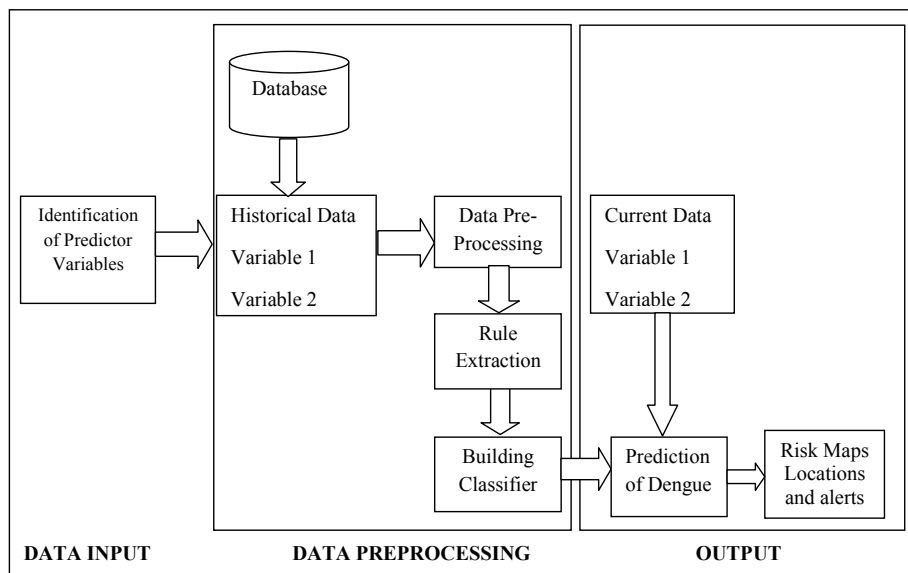 Database
Identification
of Predictor
Variables
Historical Data
Variable 1
Variable 2
Data Pre-
Processing
Rule
Extraction
Building
Classifier
Current Data
Variable 1
Variable 2
Prediction
of Dengue
Risk Maps
Locations
and alerts
DATA INPUT
DATA PREPROCESSING
OUTPUT